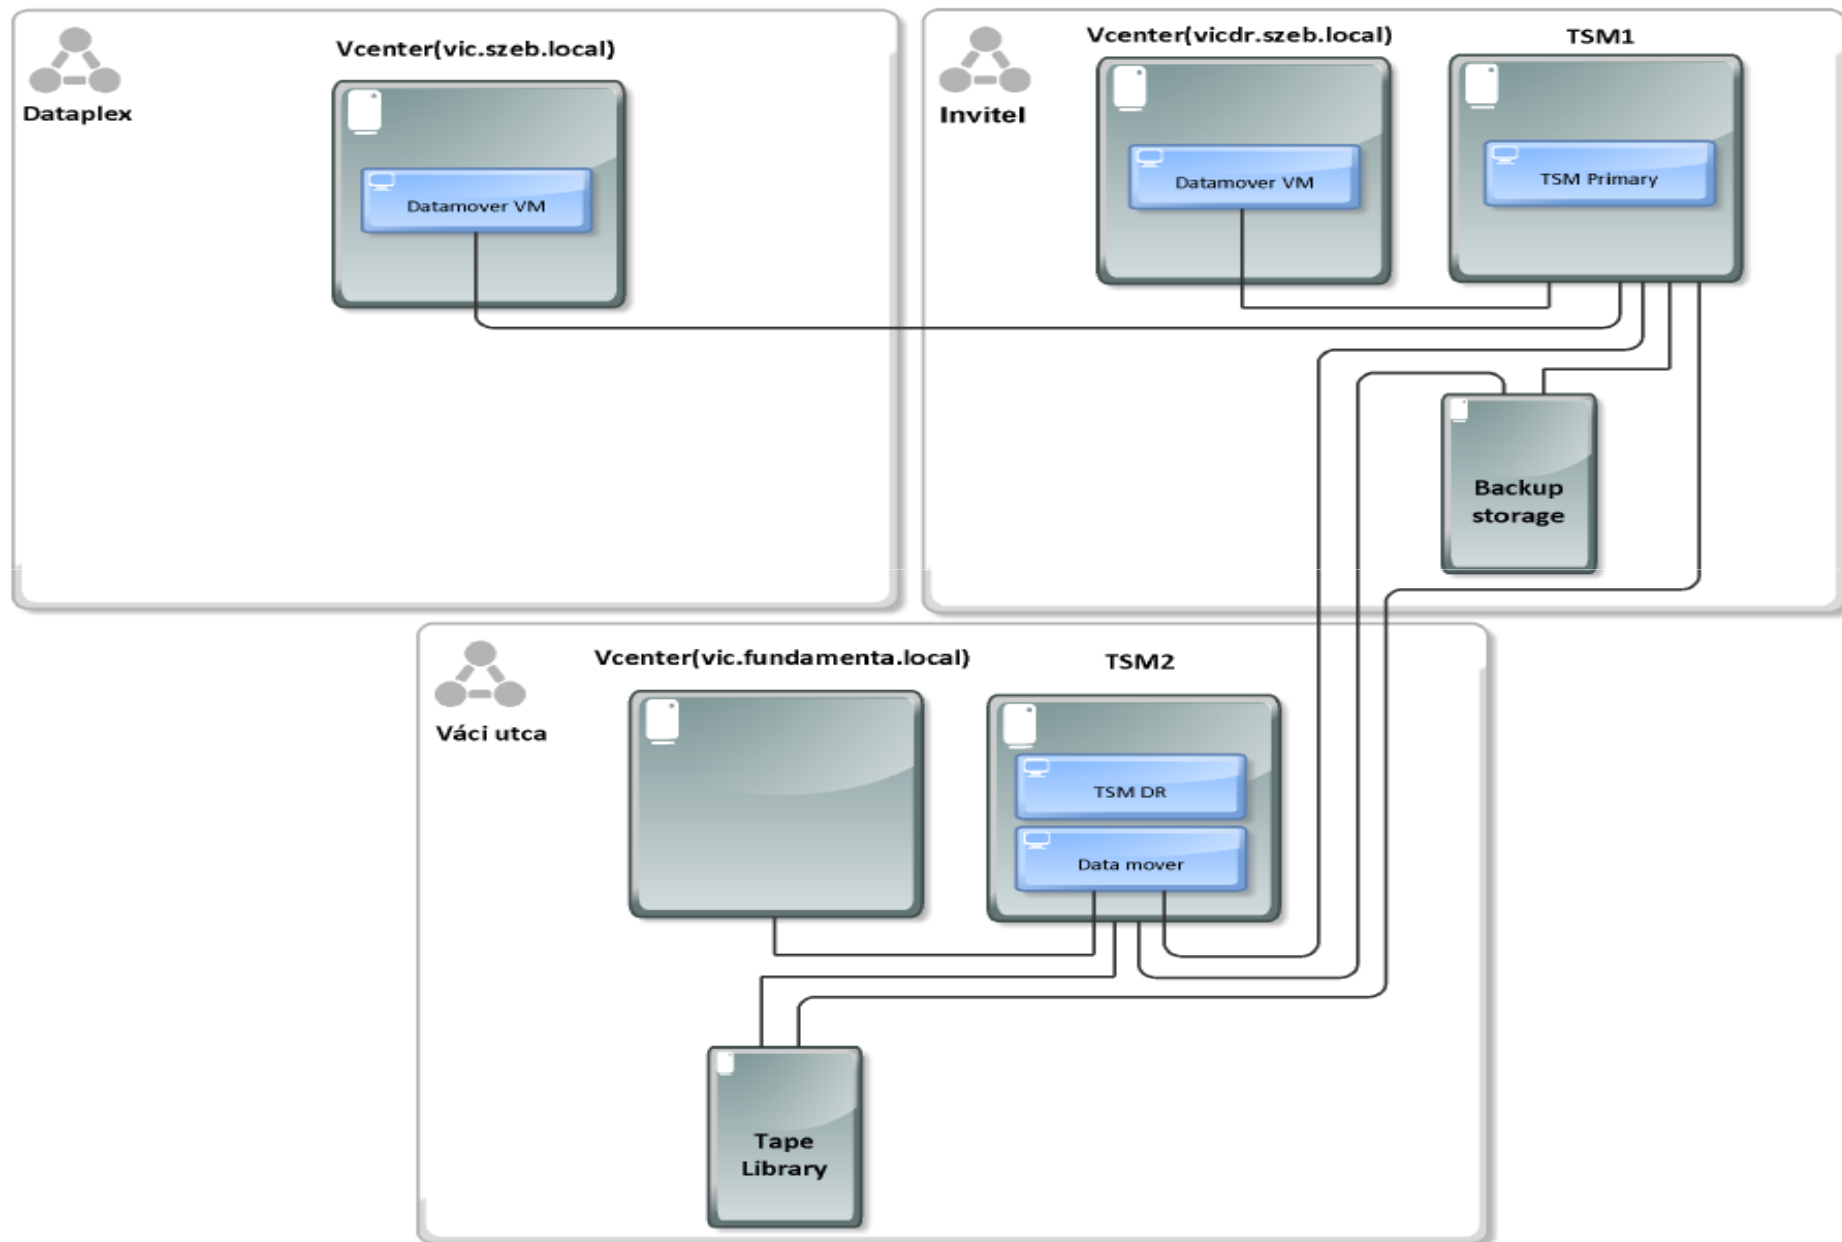 Vcenter(vic.szeb.local)
Dataplex
Datamover VM
Vcenter(vicdr.szeb.local)
TSM1
Invitel
Datamover VM
TSM Primary
Backup
storage
Vcenter(vic.fundamenta.local)
TSM2
Váci utca
TSM DR
Data mover
Tape
Library